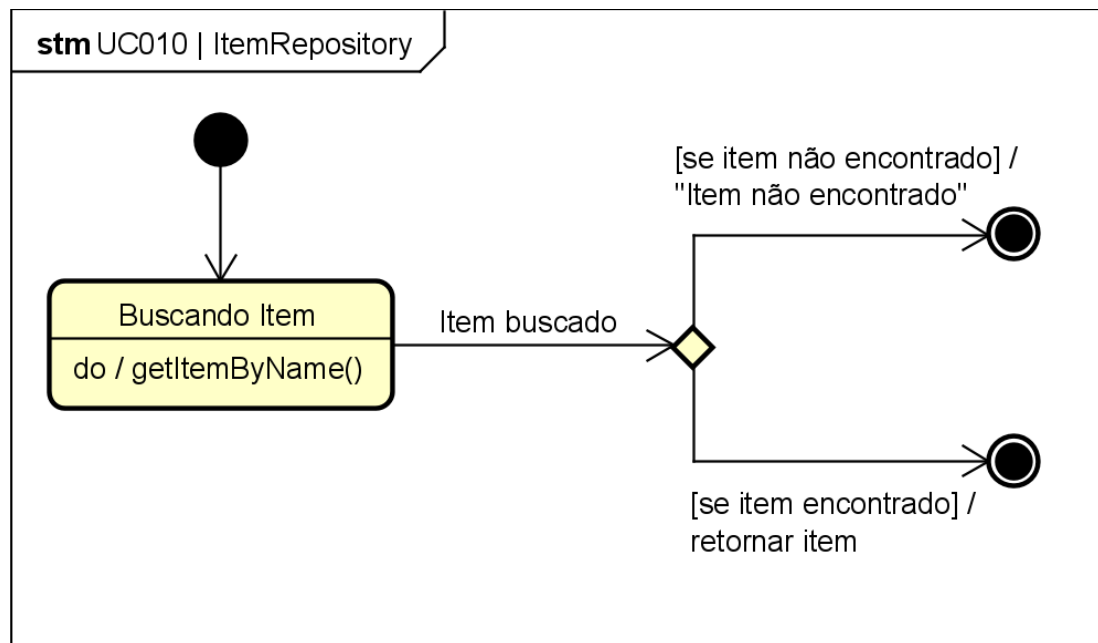 stm UC010 | ItemRepository
[se item não encontrado] /
"Item não encontrado"
Buscando Item
do / getItemByName()
Item buscado
[se item encontrado] /
retornar item